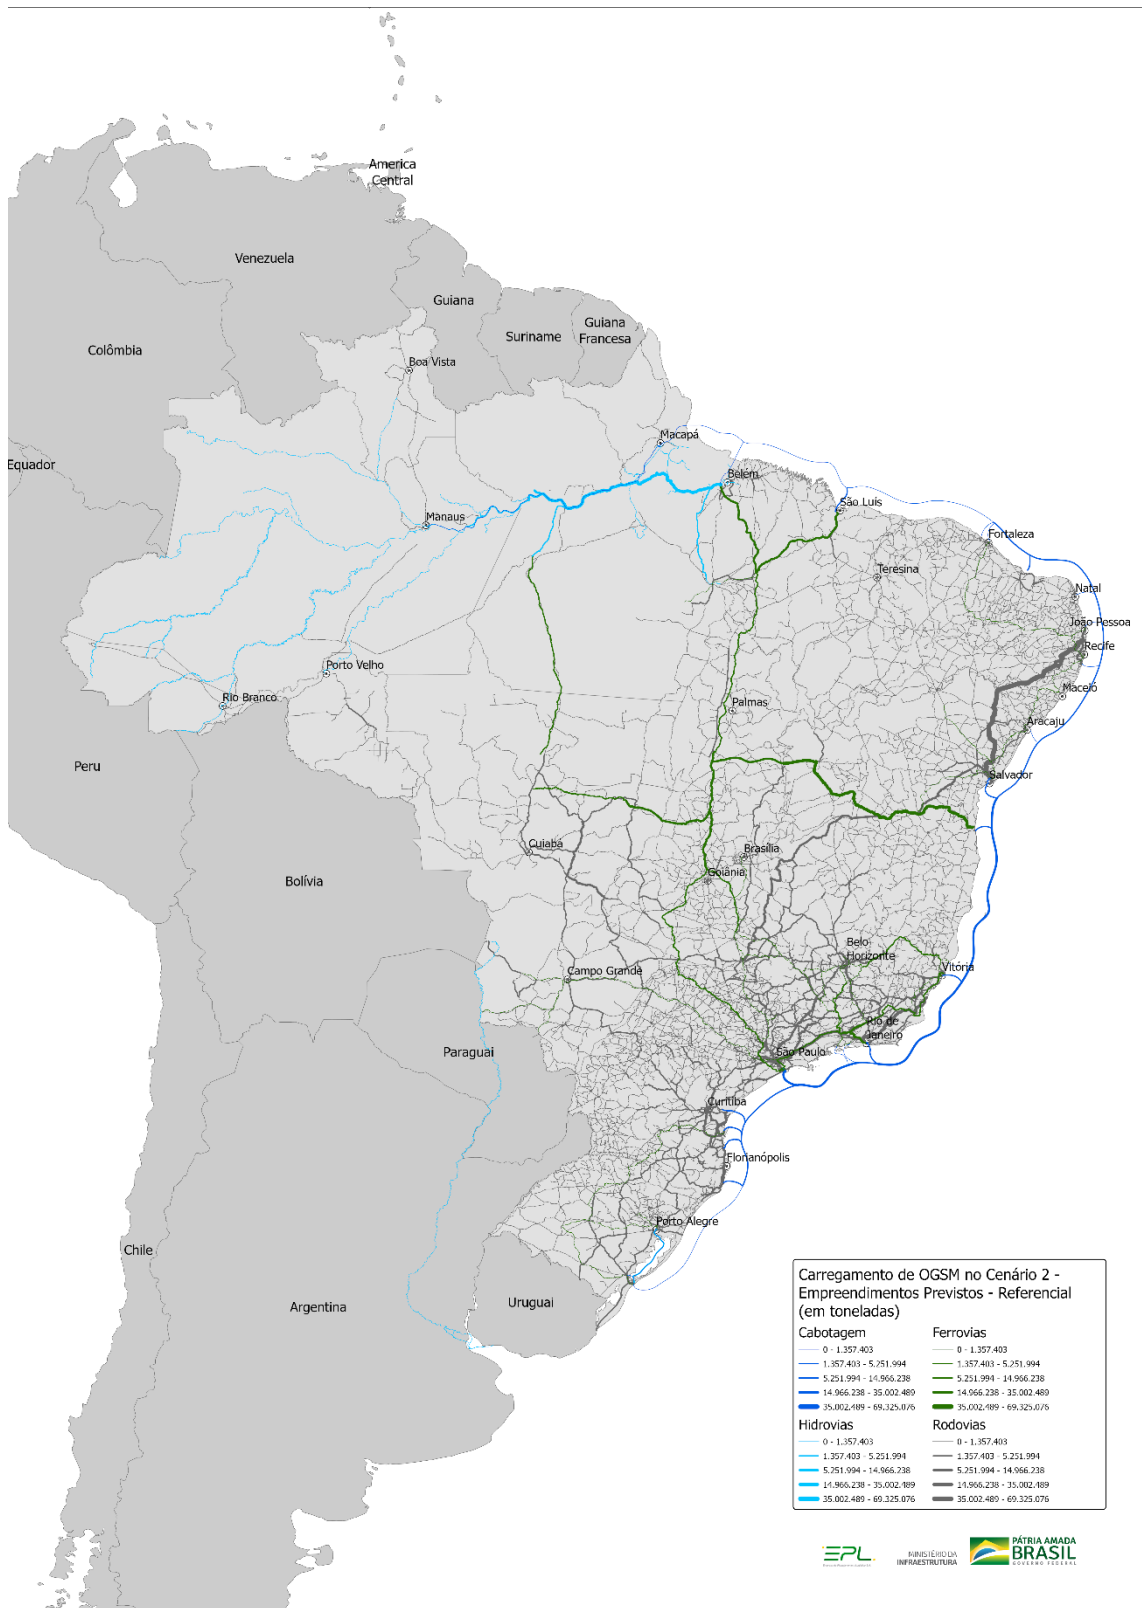 America
Central
Venezuela
Guiana
Suriname
Guiana
Francesa
Colômbia
Boa Vista
Macapá
Equador
Belém
São Luís
Manaus
Fortaleza
Teresina
Natal
João Pessoa
Recife
Porto Velho
Rio Branco
Palmas
Maceió
Aracaju
Peru
Salvador
Cuiabá
Brasília
Goiânia
Bolívia
Belo
Horizonte
Campo Grande
Vitória
Rio de
Janeiro
Paraguai
São Paulo
Curitiba
Florianópolis
Porto Alegre
Chile
Argentina
Uruguai
Carregamento de OGSM no Cenário 2 -
Empreendimentos Previstos - Referencial
(em toneladas)
Cabotagem
0 - 1.357.403
1.357.403 - 5.251.994
5.251.994 - 14.966.238
14.966.238 - 35.002.489
35.002.489 - 69.325.076
Ferrovias
0 - 1.357.403
1.357.403 - 5.251.994
5.251.994 - 14.966.238
14.966.238 - 35.002.489
35.002.489 - 69.325.076
Hidrovias
0 - 1.357.403
1.357.403 - 5.251.994
5.251.994 - 14.966.238
14.966.238 - 35.002.489
35.002.489 - 69.325.076
Rodovias
0 - 1.357.403
1.357.403 - 5.251.994
5.251.994 - 14.966.238
14.966.238 - 35.002.489
35.002.489 - 69.325.076
EPL
MINISTÉRIO DA
INFRAESTRUTURA
PÁTRIA AMADA
BRASIL
GOVERNO FEDERAL